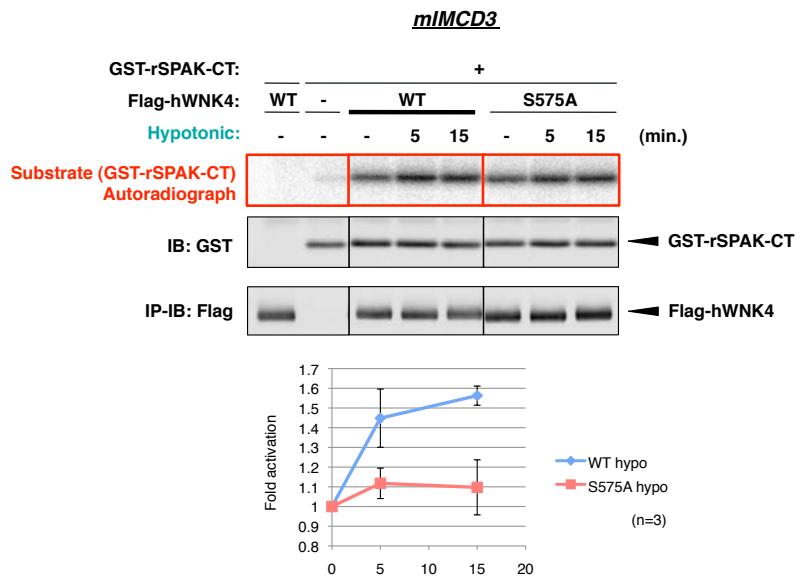 mIMCD3
GST-rSPAK-CT: +
Flag-hWNK4: WT - WT S575A
Hypotonic: - - - 5 15 - 5 15 (min.)
Substrate (GST-rSPAK-CT)
Autoradiograph
IB: GST GST-rSPAK-CT
IP-IB: Flag Flag-hWNK4
Fold activation
1.7
1.6
1.5
1.4
1.3
1.2
1.1
1
0.9
0.8
0 5 10 15 20
WT hypo
S575A hypo
(n=3)